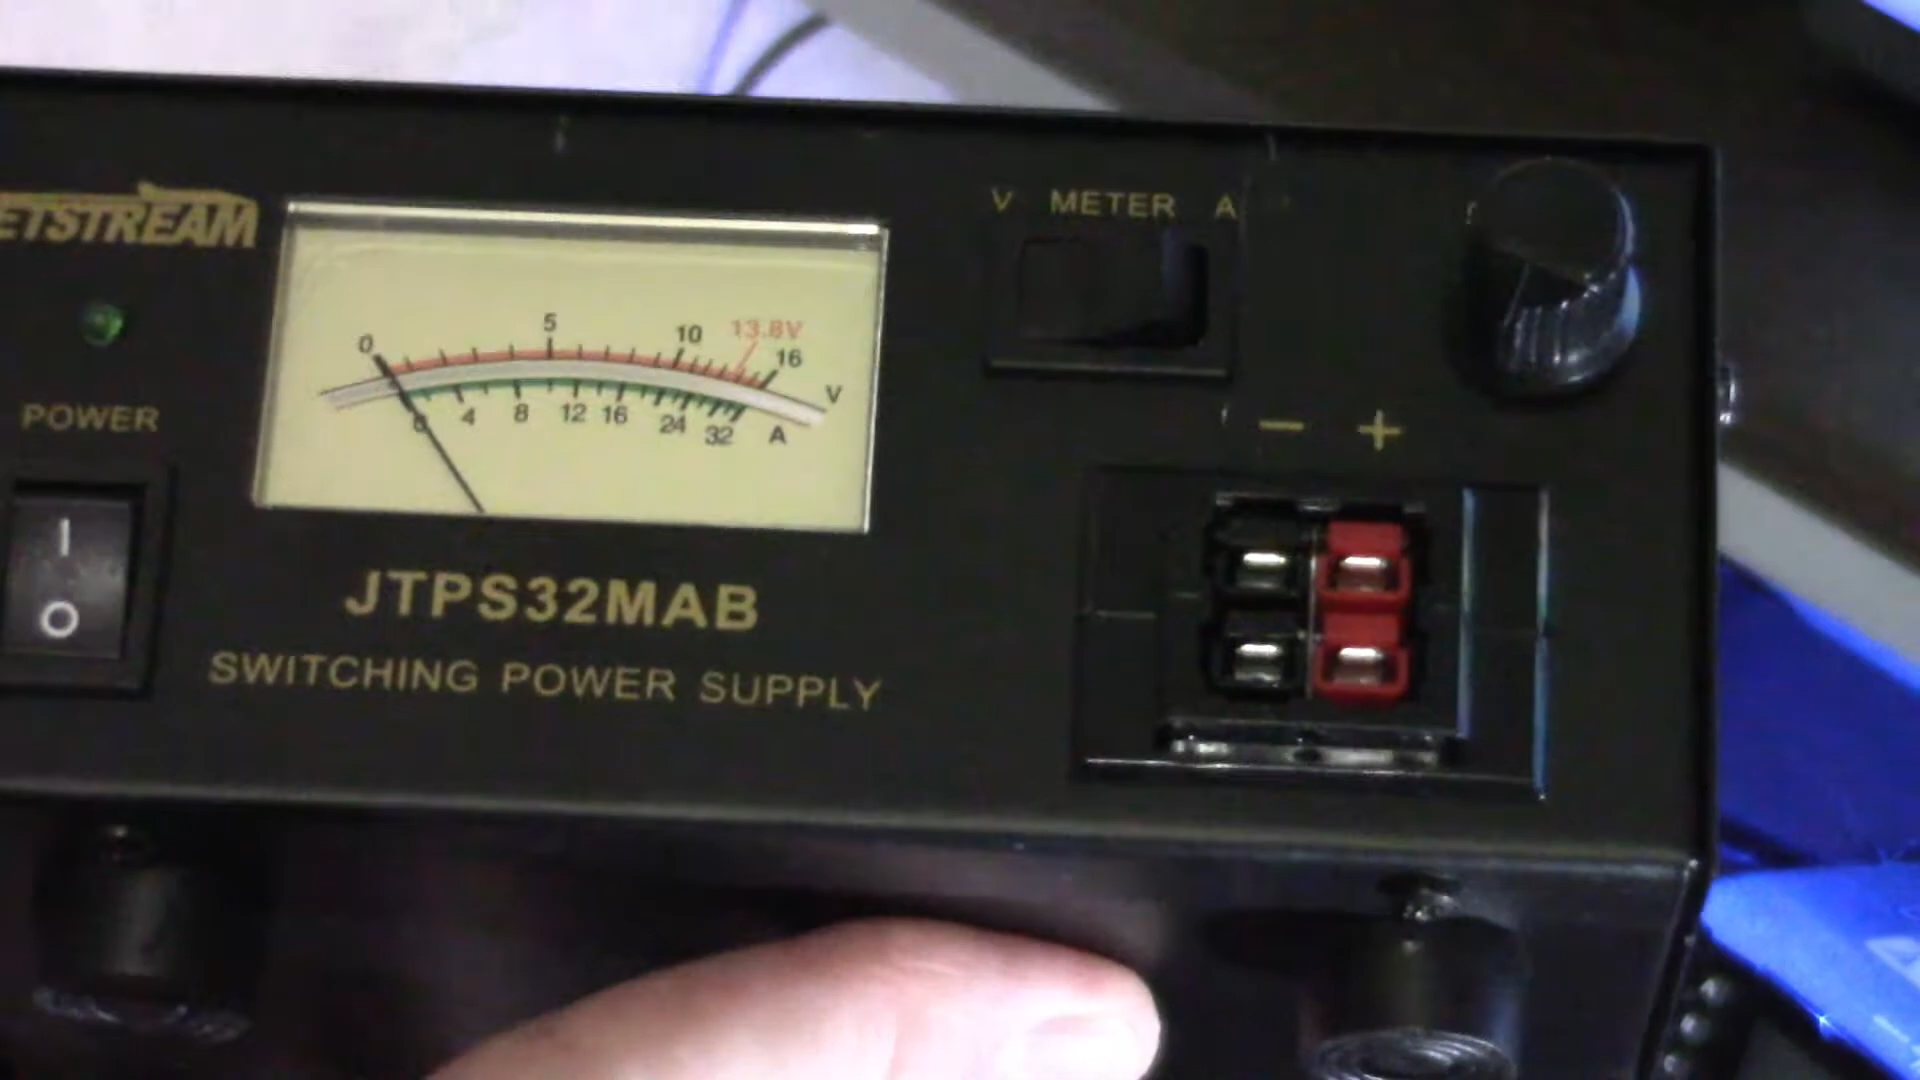 ETSTREAM
V METER A
0 5 10 13.8V 16 V
0 4 8 12 16 24 32 A
POWER
I
O
− +
JTPS32MAB
SWITCHING POWER SUPPLY